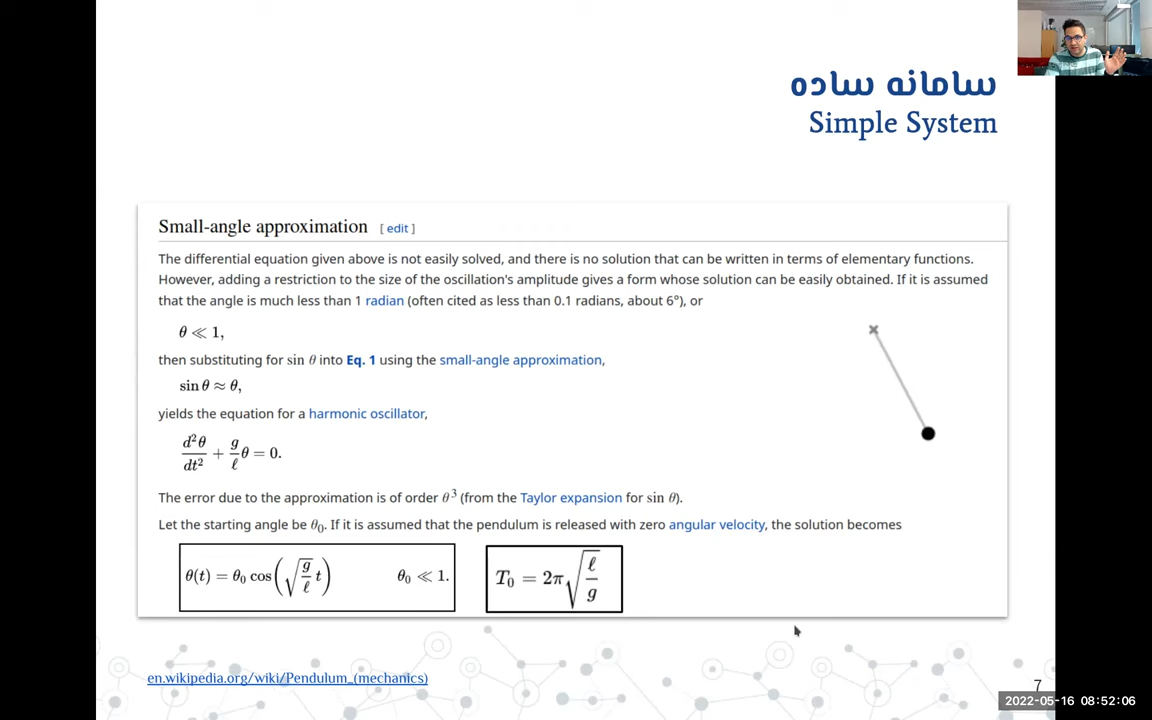 سامانه ساده
Simple System
Small-angle approximation [ edit ]
The differential equation given above is not easily solved, and there is no solution that can be written in terms of elementary functions.
However, adding a restriction to the size of the oscillation's amplitude gives a form whose solution can be easily obtained. If it is assumed
that the angle is much less than 1 radian (often cited as less than 0.1 radians, about 6°), or
θ ≪ 1,
then substituting for sin θ into Eq. 1 using the small-angle approximation,
sin θ ≈ θ,
yields the equation for a harmonic oscillator,
d²θ/dt² + g/ℓ θ = 0.
The error due to the approximation is of order θ³ (from the Taylor expansion for sin θ).
Let the starting angle be θ₀. If it is assumed that the pendulum is released with zero angular velocity, the solution becomes
θ(t) = θ₀ cos(√(g/ℓ) t) θ₀ ≪ 1.
T₀ = 2π√(ℓ/g)
en.wikipedia.org/wiki/Pendulum_(mechanics)
7
2022-05-16 08:52:06